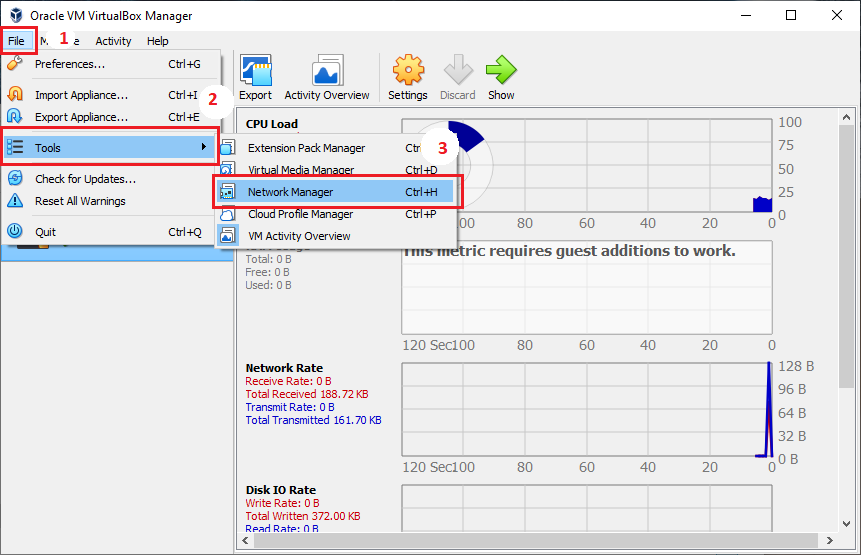 Oracle VM VirtualBox Manager
File 1 Activity Help
Preferences... Ctrl+G
Import Appliance... Ctrl+I
2
Export Appliance... Ctrl+E
Tools
Check for Updates...
Reset All Warnings
Quit Ctrl+Q
Export Activity Overview Settings Discard Show
3
Extension Pack Manager
Virtual Media Manager Ctrl+D
Network Manager Ctrl+H
Cloud Profile Manager Ctrl+P
VM Activity Overview
CPU Load
100
75
50
25
0
120 80 60 40 20 0
This metric requires guest additions to work.
Total: 0 B
Free: 0 B
Used: 0 B
120 Sec100 80 60 40 20 0
Network Rate
Receive Rate: 0 B
Total Received 188.72 KB
Transmit Rate: 0 B
Total Transmitted 161.70 KB
128 B
96 B
64 B
32 B
0 B
120 Sec100 80 60 40 20 0
Disk IO Rate
Write Rate: 0 B
Total Written 372.00 KB
Read Rate: 0 B